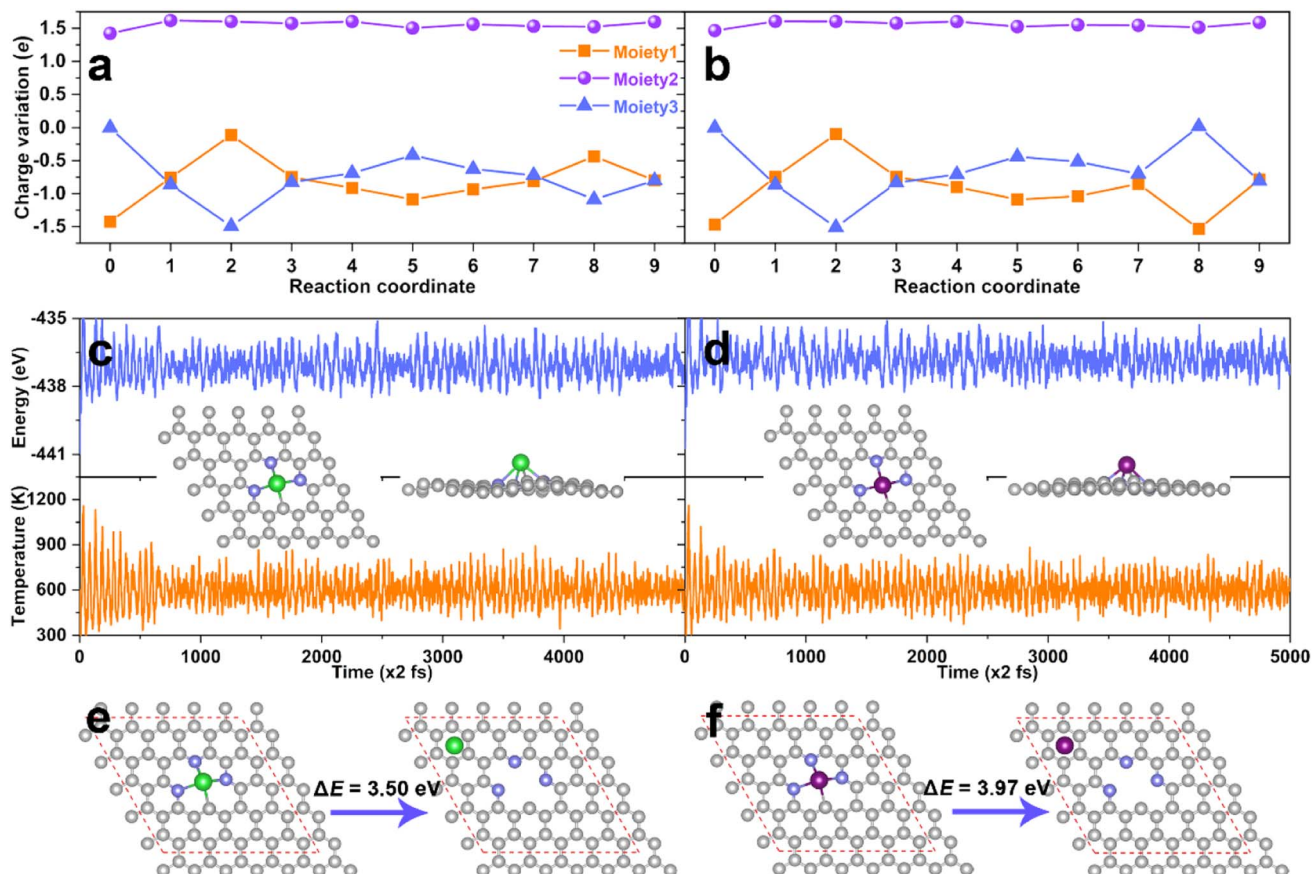 a
Charge variation (e)
1.5
1.0
0.5
0.0
-0.5
-1.0
-1.5
Moiety1
Moiety2
Moiety3
0 1 2 3 4 5 6 7 8 9
Reaction coordinate
b
0 1 2 3 4 5 6 7 8 9
Reaction coordinate
c
Energy (eV)
-435
-438
-441
Temperature (K)
1200
900
600
300
0 1000 2000 3000 4000
Time (x2 fs)
d
0 1000 2000 3000 4000 5000
Time (x2 fs)
e
ΔE = 3.50 eV
f
ΔE = 3.97 eV